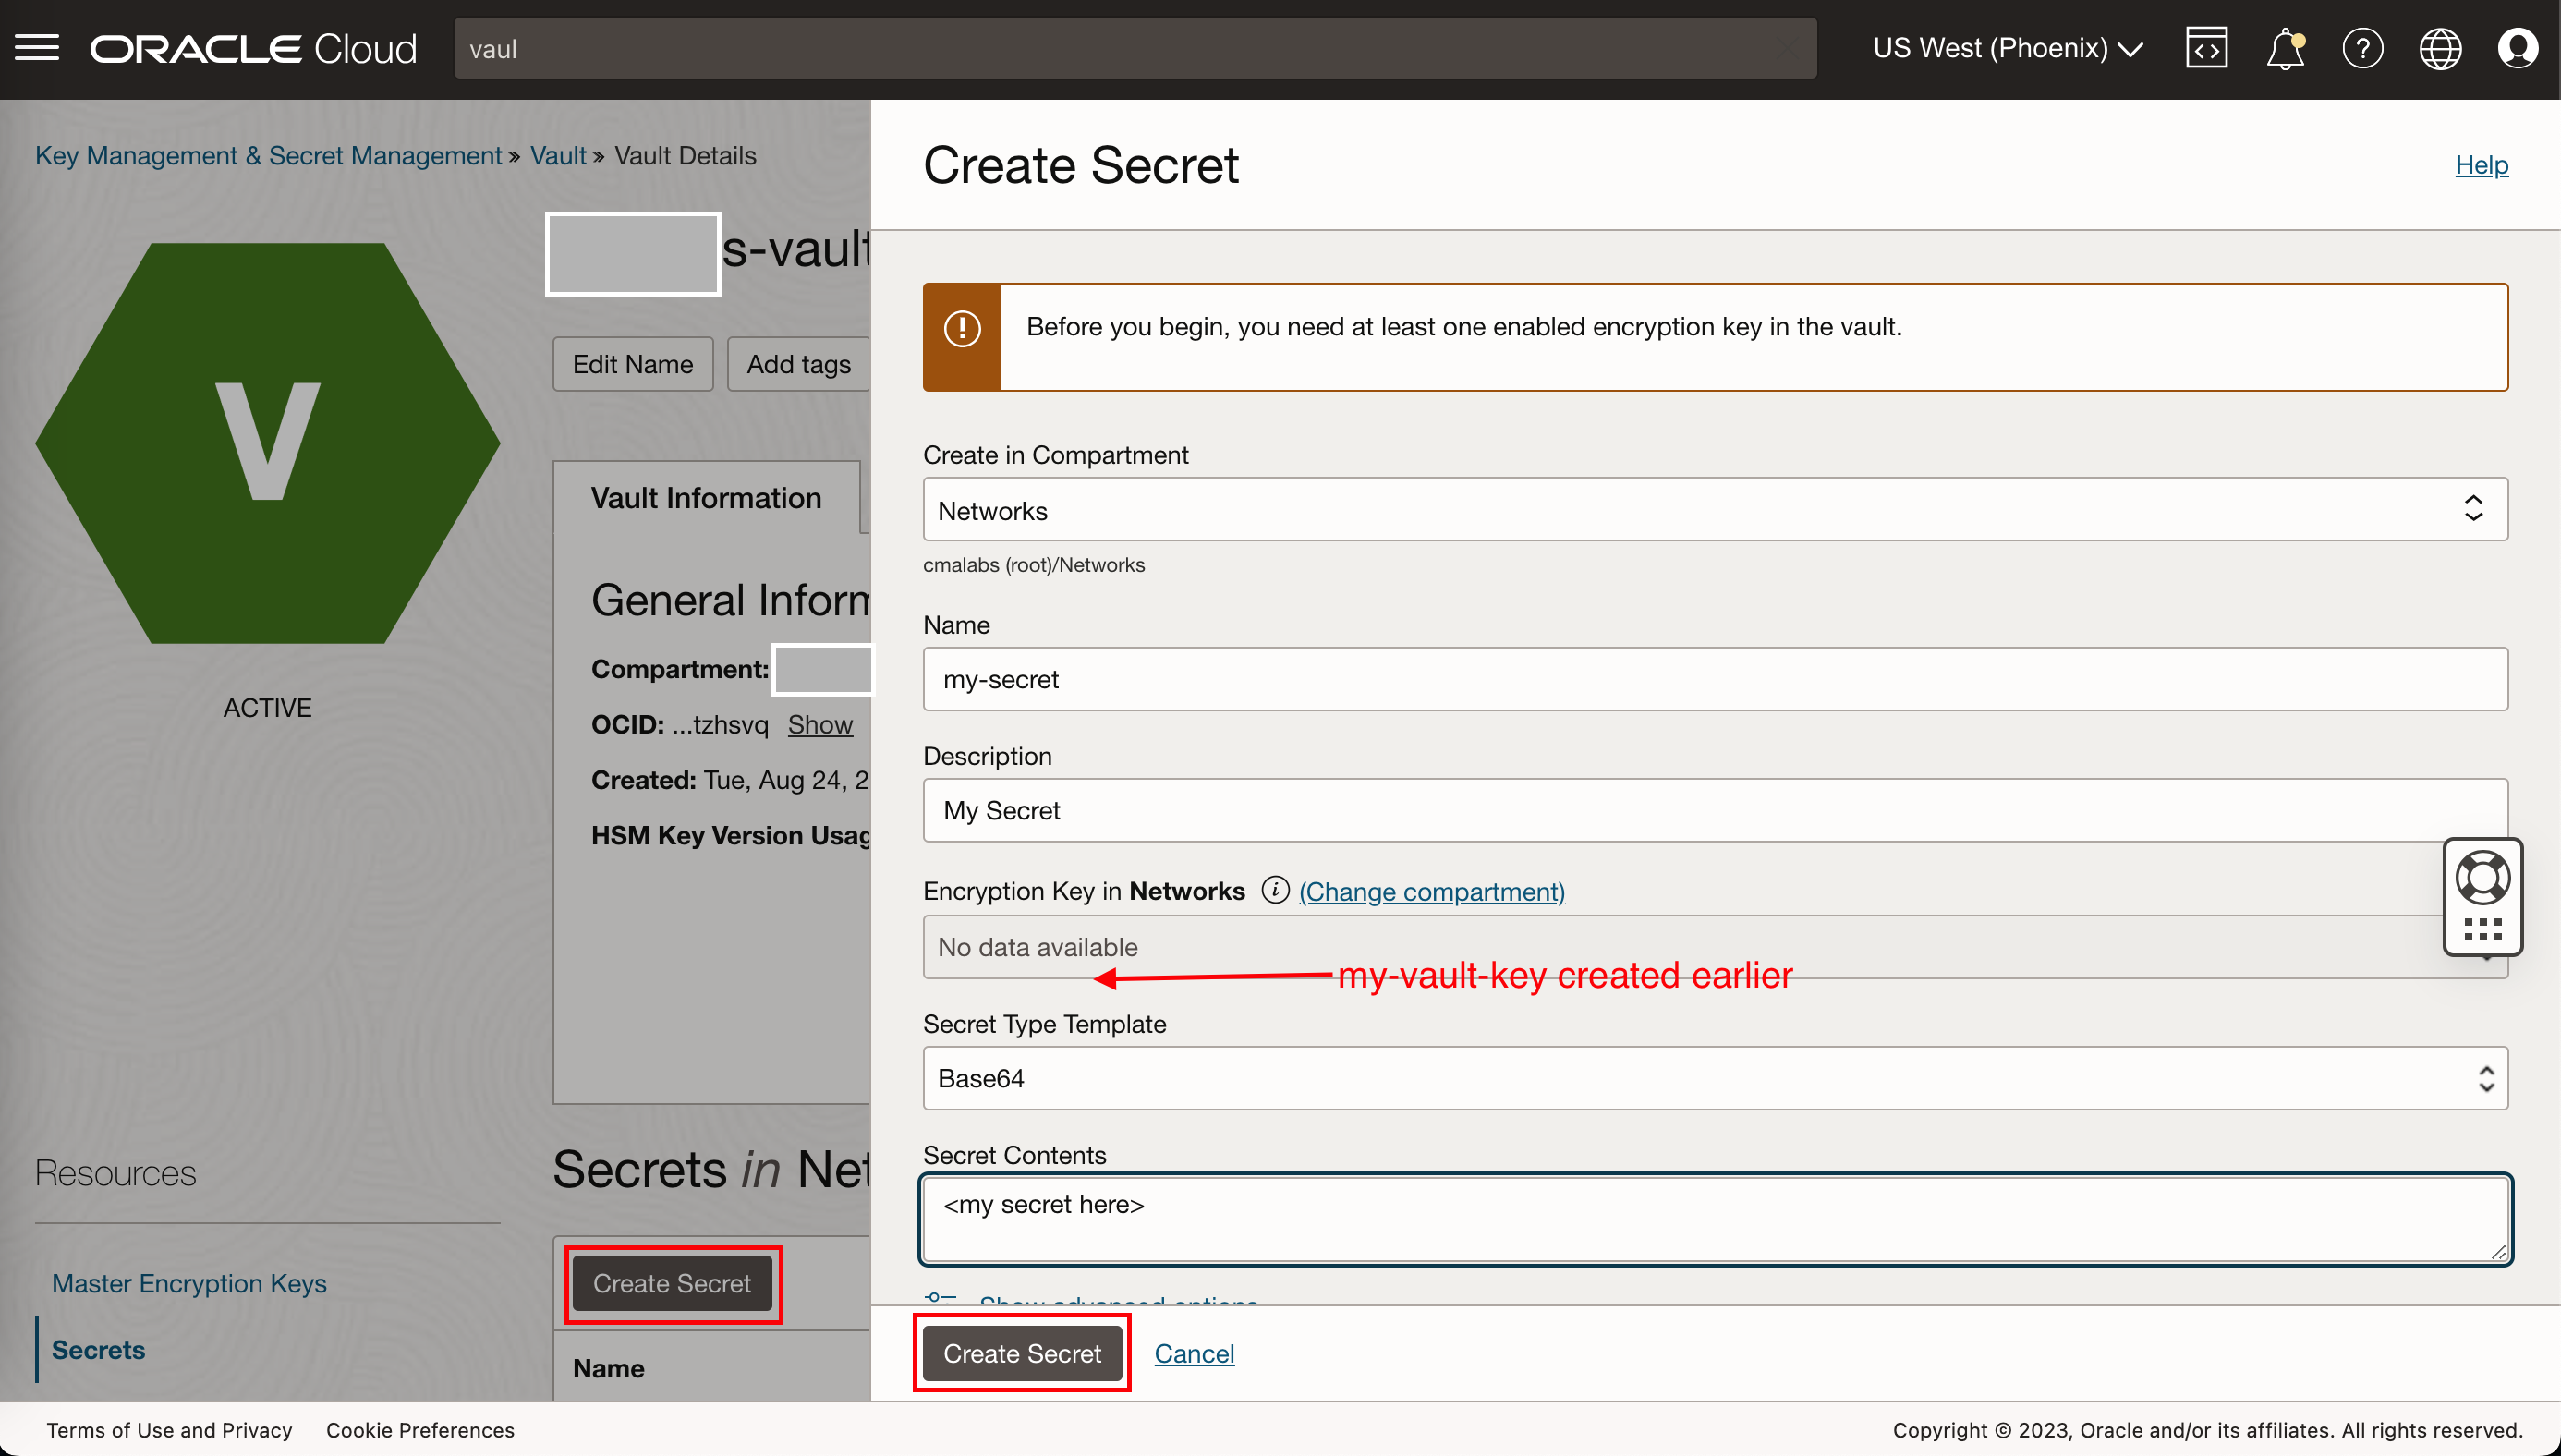 ORACLE Cloud
vaul
US West (Phoenix)
Key Management & Secret Management » Vault » Vault Details
s-vault
Edit Name
Add tags
Vault Information
V
ACTIVE
General Inform
Compartment:
OCID: ...tzhsvq Show
Created: Tue, Aug 24, 2
HSM Key Version Usag
Resources
Master Encryption Keys
Secrets
Secrets in Net
Create Secret
Name
Create Secret
Help
Before you begin, you need at least one enabled encryption key in the vault.
Create in Compartment
Networks
cmalabs (root)/Networks
Name
my-secret
Description
My Secret
Encryption Key in Networks (Change compartment)
No data available
my-vault-key created earlier
Secret Type Template
Base64
Secret Contents
<my secret here>
Show advanced options
Create Secret
Cancel
Terms of Use and Privacy
Cookie Preferences
Copyright © 2023, Oracle and/or its affiliates. All rights reserved.